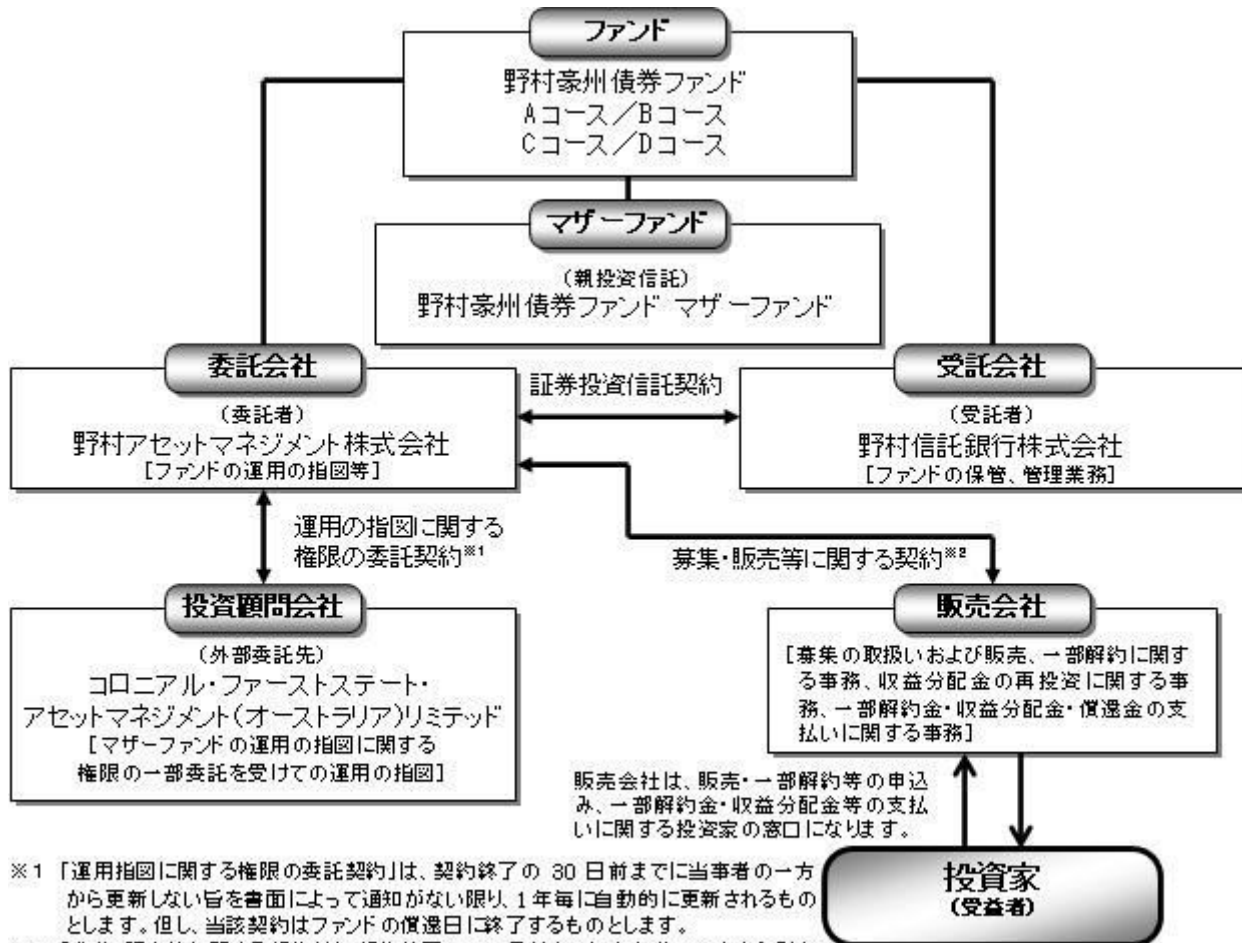 ファンド
野村豪州債券ファンド
Aコース／Bコース
Cコース／Dコース
マザーファンド
（親投資信託）
野村豪州債券ファンド マザーファンド
委託会社
（委託者）
野村アセットマネジメント株式会社
［ファンドの運用の指図等］
証券投資信託契約
受託会社
（受託者）
野村信託銀行株式会社
［ファンドの保管、管理業務］
運用の指図に関する
権限の委託契約※1
募集・販売等に関する契約※2
投資顧問会社
（外部委託先）
コロニアル・ファーストステート・
アセットマネジメント（オーストラリア）リミテッド
［マザーファンドの運用の指図に関する
権限の一部委託を受けての運用の指図］
販売会社
［募集の取扱いおよび販売、一部解約に関す
る事務、収益分配金の再投資に関する事
務、一部解約金・収益分配金・償還金の支
払いに関する事務］
販売会社は、販売・一部解約等の申込
み、一部解約金・収益分配金等の支払
いに関する投資家の窓口になります。
投資家
（受益者）
※1 「運用指図に関する権限の委託契約」は、契約終了の 30 日前までに当事者の一方
から更新しない旨を書面によって通知がない限り、1年毎に自動的に更新されるもの
とします。但し、当該契約はファンドの償還日に終了するものとします。